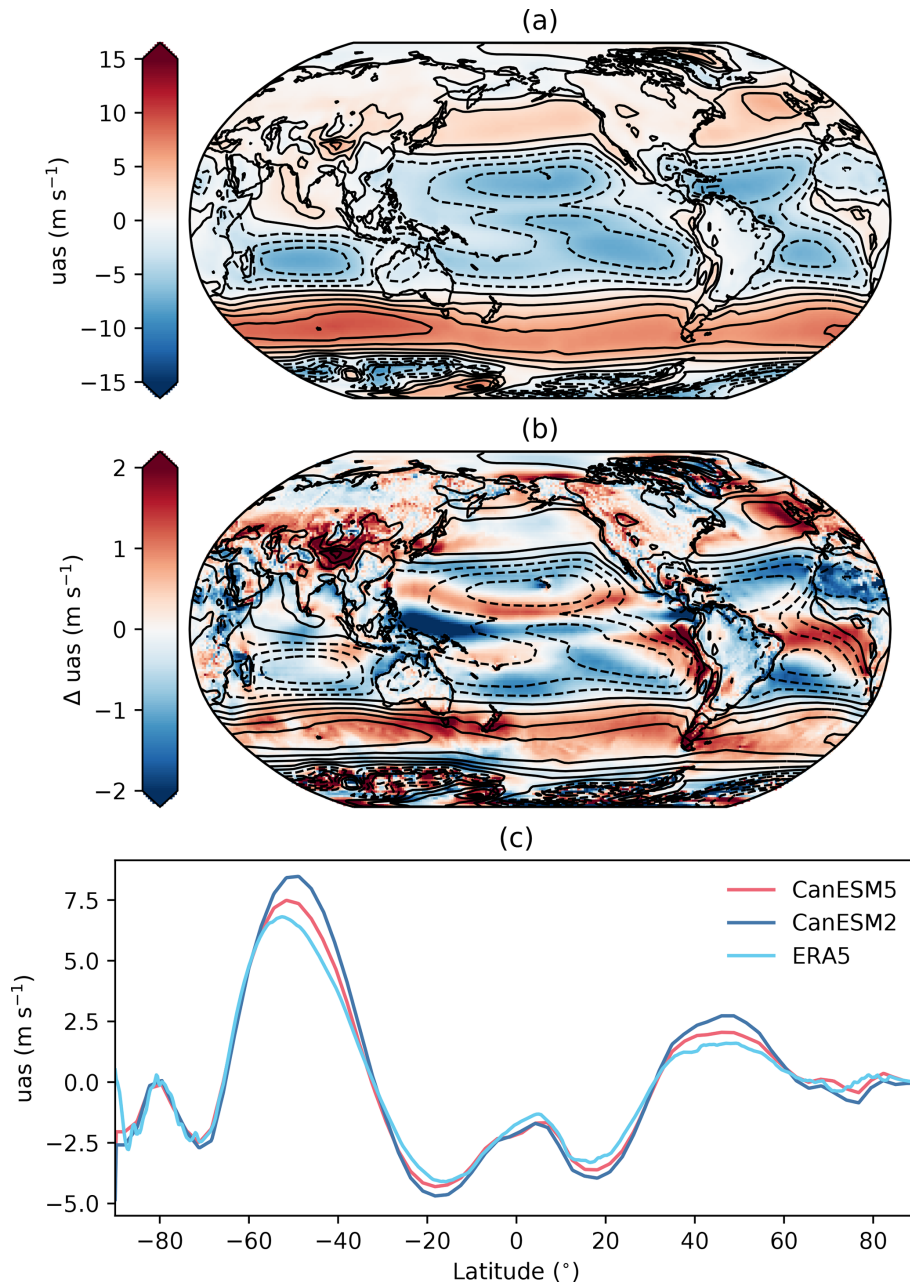 (a)
15
10
5
0
−5
−10
−15
uas (m s⁻¹)
(b)
2
1
0
−1
−2
Δ uas (m s⁻¹)
(c)
7.5
5.0
2.5
0.0
−2.5
−5.0
uas (m s⁻¹)
CanESM5
CanESM2
ERA5
−80 −60 −40 −20 0 20 40 60 80
Latitude (°)